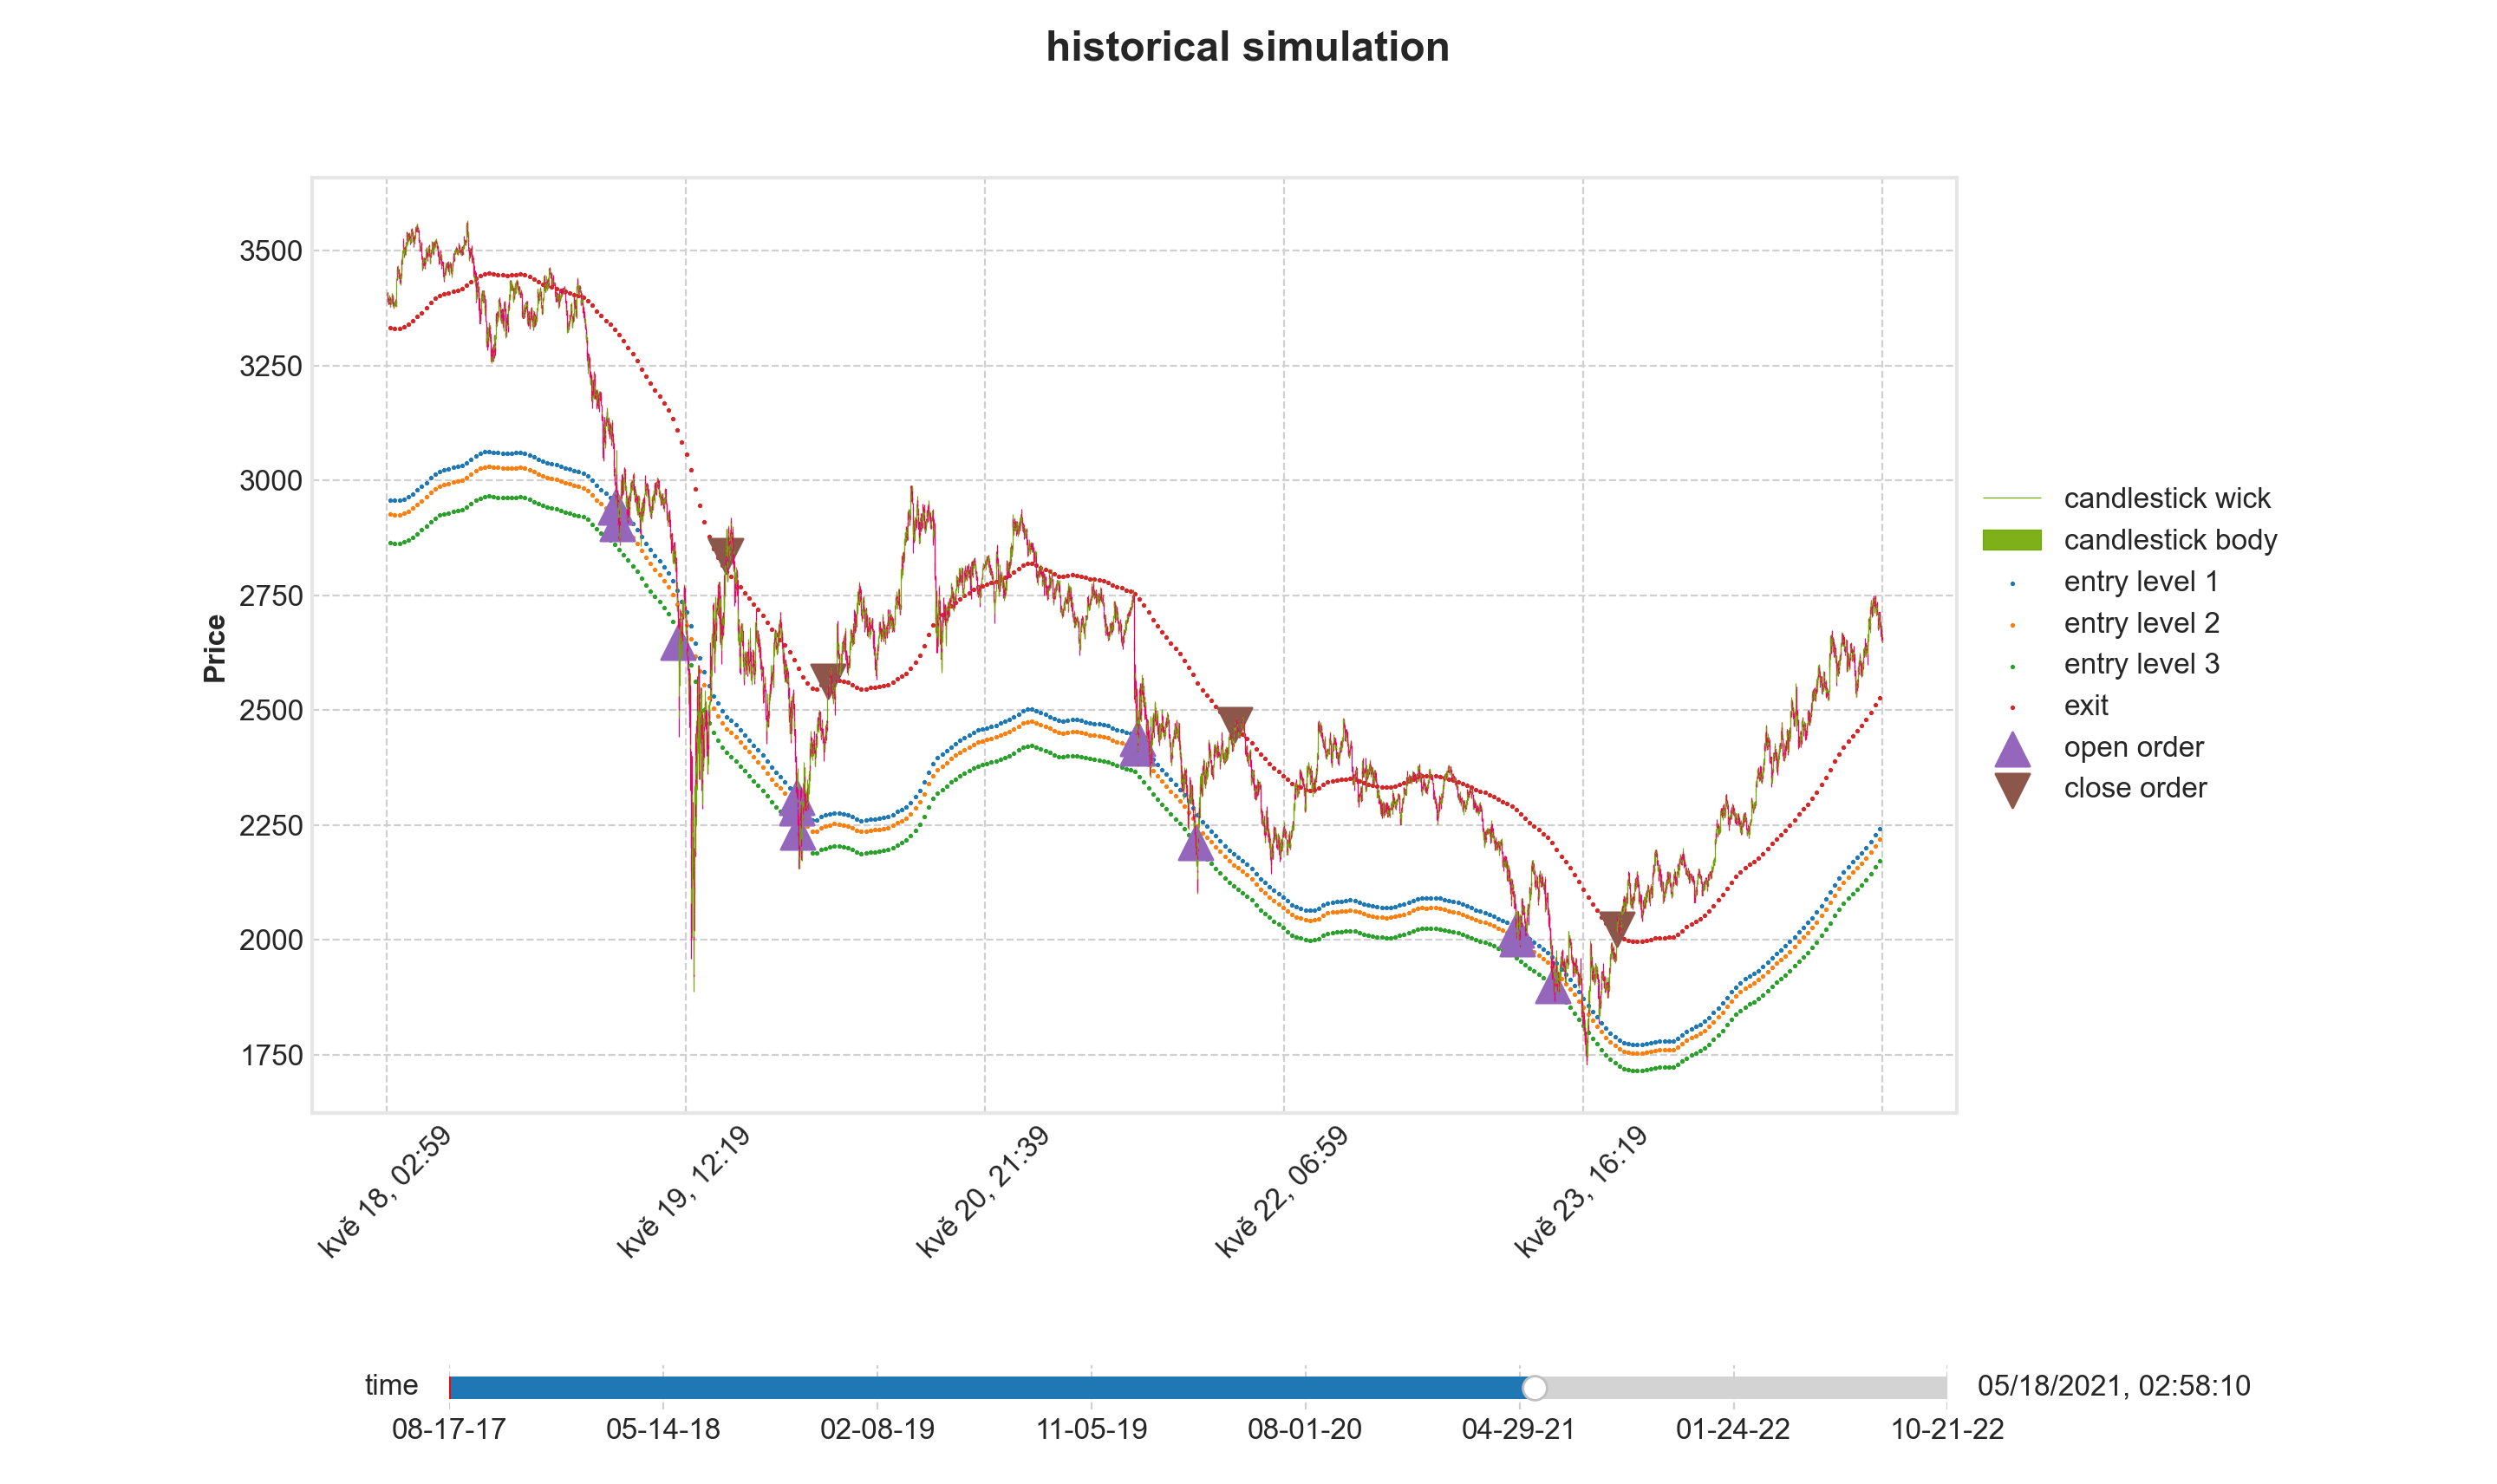 historical simulation
3500
3250
3000
2750
2500
2250
2000
1750
Price
kvě 18, 02:59
kvě 19, 12:19
kvě 20, 21:39
kvě 22, 06:59
kvě 23, 16:19
candlestick wick
candlestick body
entry level 1
entry level 2
entry level 3
exit
open order
close order
time
05/18/2021, 02:58:10
08-17-17
05-14-18
02-08-19
11-05-19
08-01-20
04-29-21
01-24-22
10-21-22